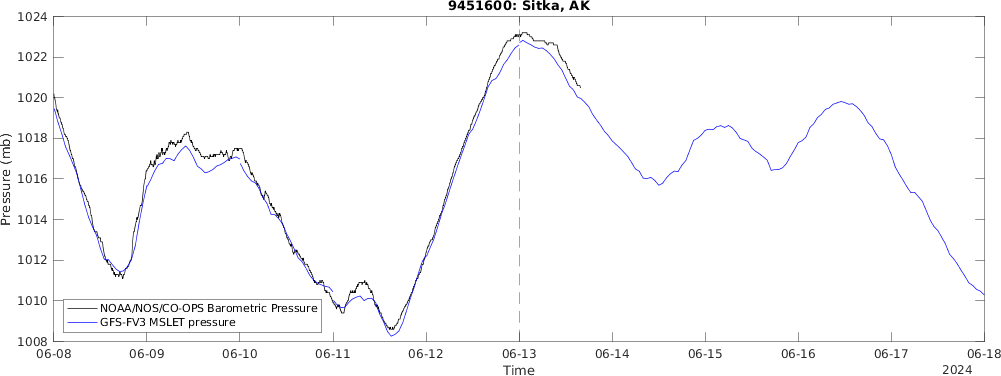 9451600: Sitka, AK
Pressure (mb)
1024
1022
1020
1018
1016
1014
1012
1010
1008
NOAA/NOS/CO-OPS Barometric Pressure
GFS-FV3 MSLET pressure
06-08 06-09 06-10 06-11 06-12 06-13 06-14 06-15 06-16 06-17 06-18
Time
2024